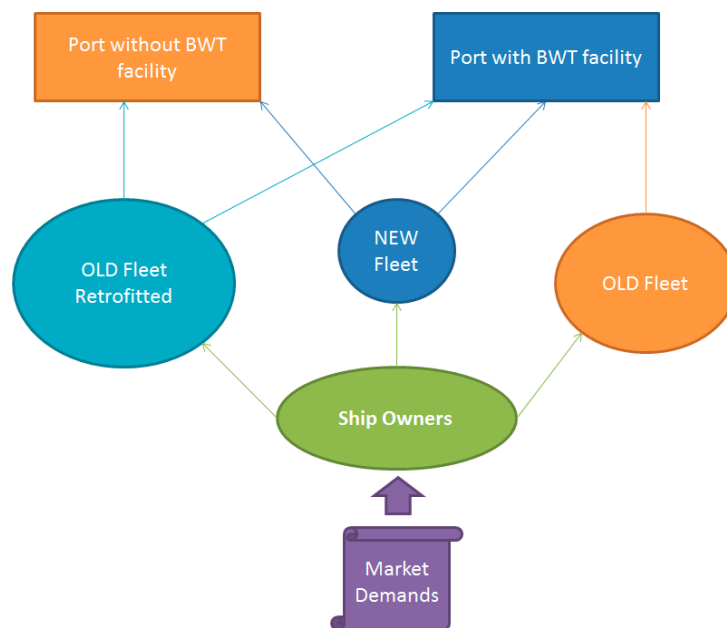 Port without BWT
facility
Port with BWT facility
OLD Fleet
Retrofitted
NEW
Fleet
OLD Fleet
Ship Owners
Market
Demands